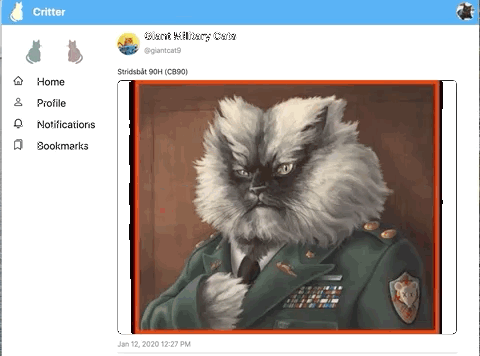 Critter
Giant Military Cats
@giantcat9
Home
Profile
Notifications
Bookmarks
Stridsbåt 90H (CB90)
Jan 12, 2020 12:27 PM